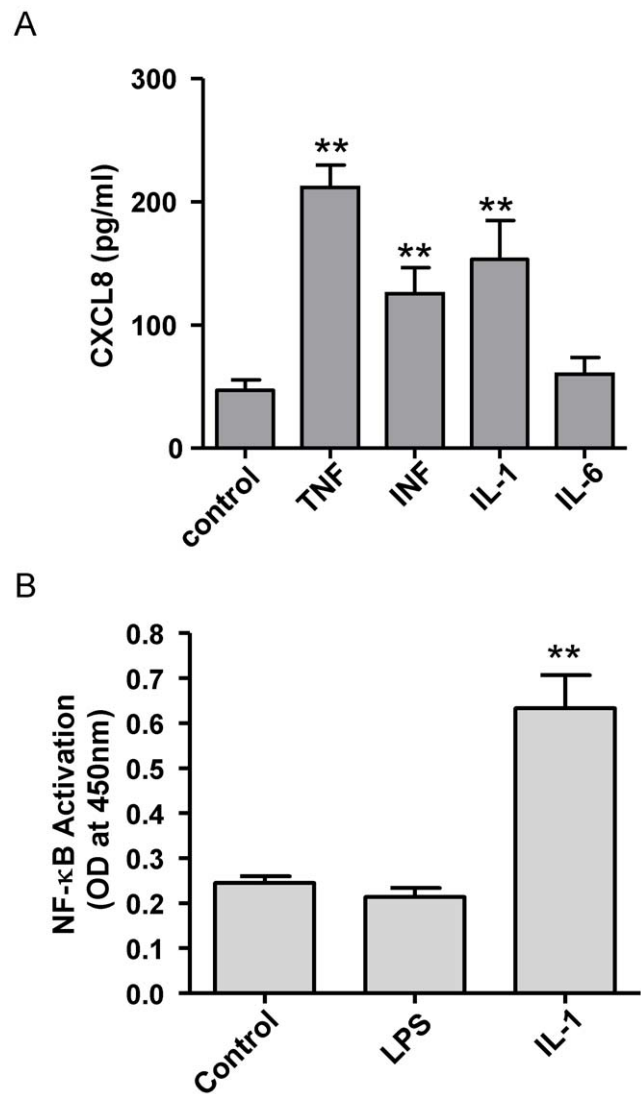 A
300
200
100
0
CXCL8 (pg/ml)
**
**
**
control
TNF
INF
IL-1
IL-6
B
0.8
0.7
0.6
0.5
0.4
0.3
0.2
0.1
0.0
NF-κB Activation
(OD at 450nm)
**
Control
LPS
IL-1